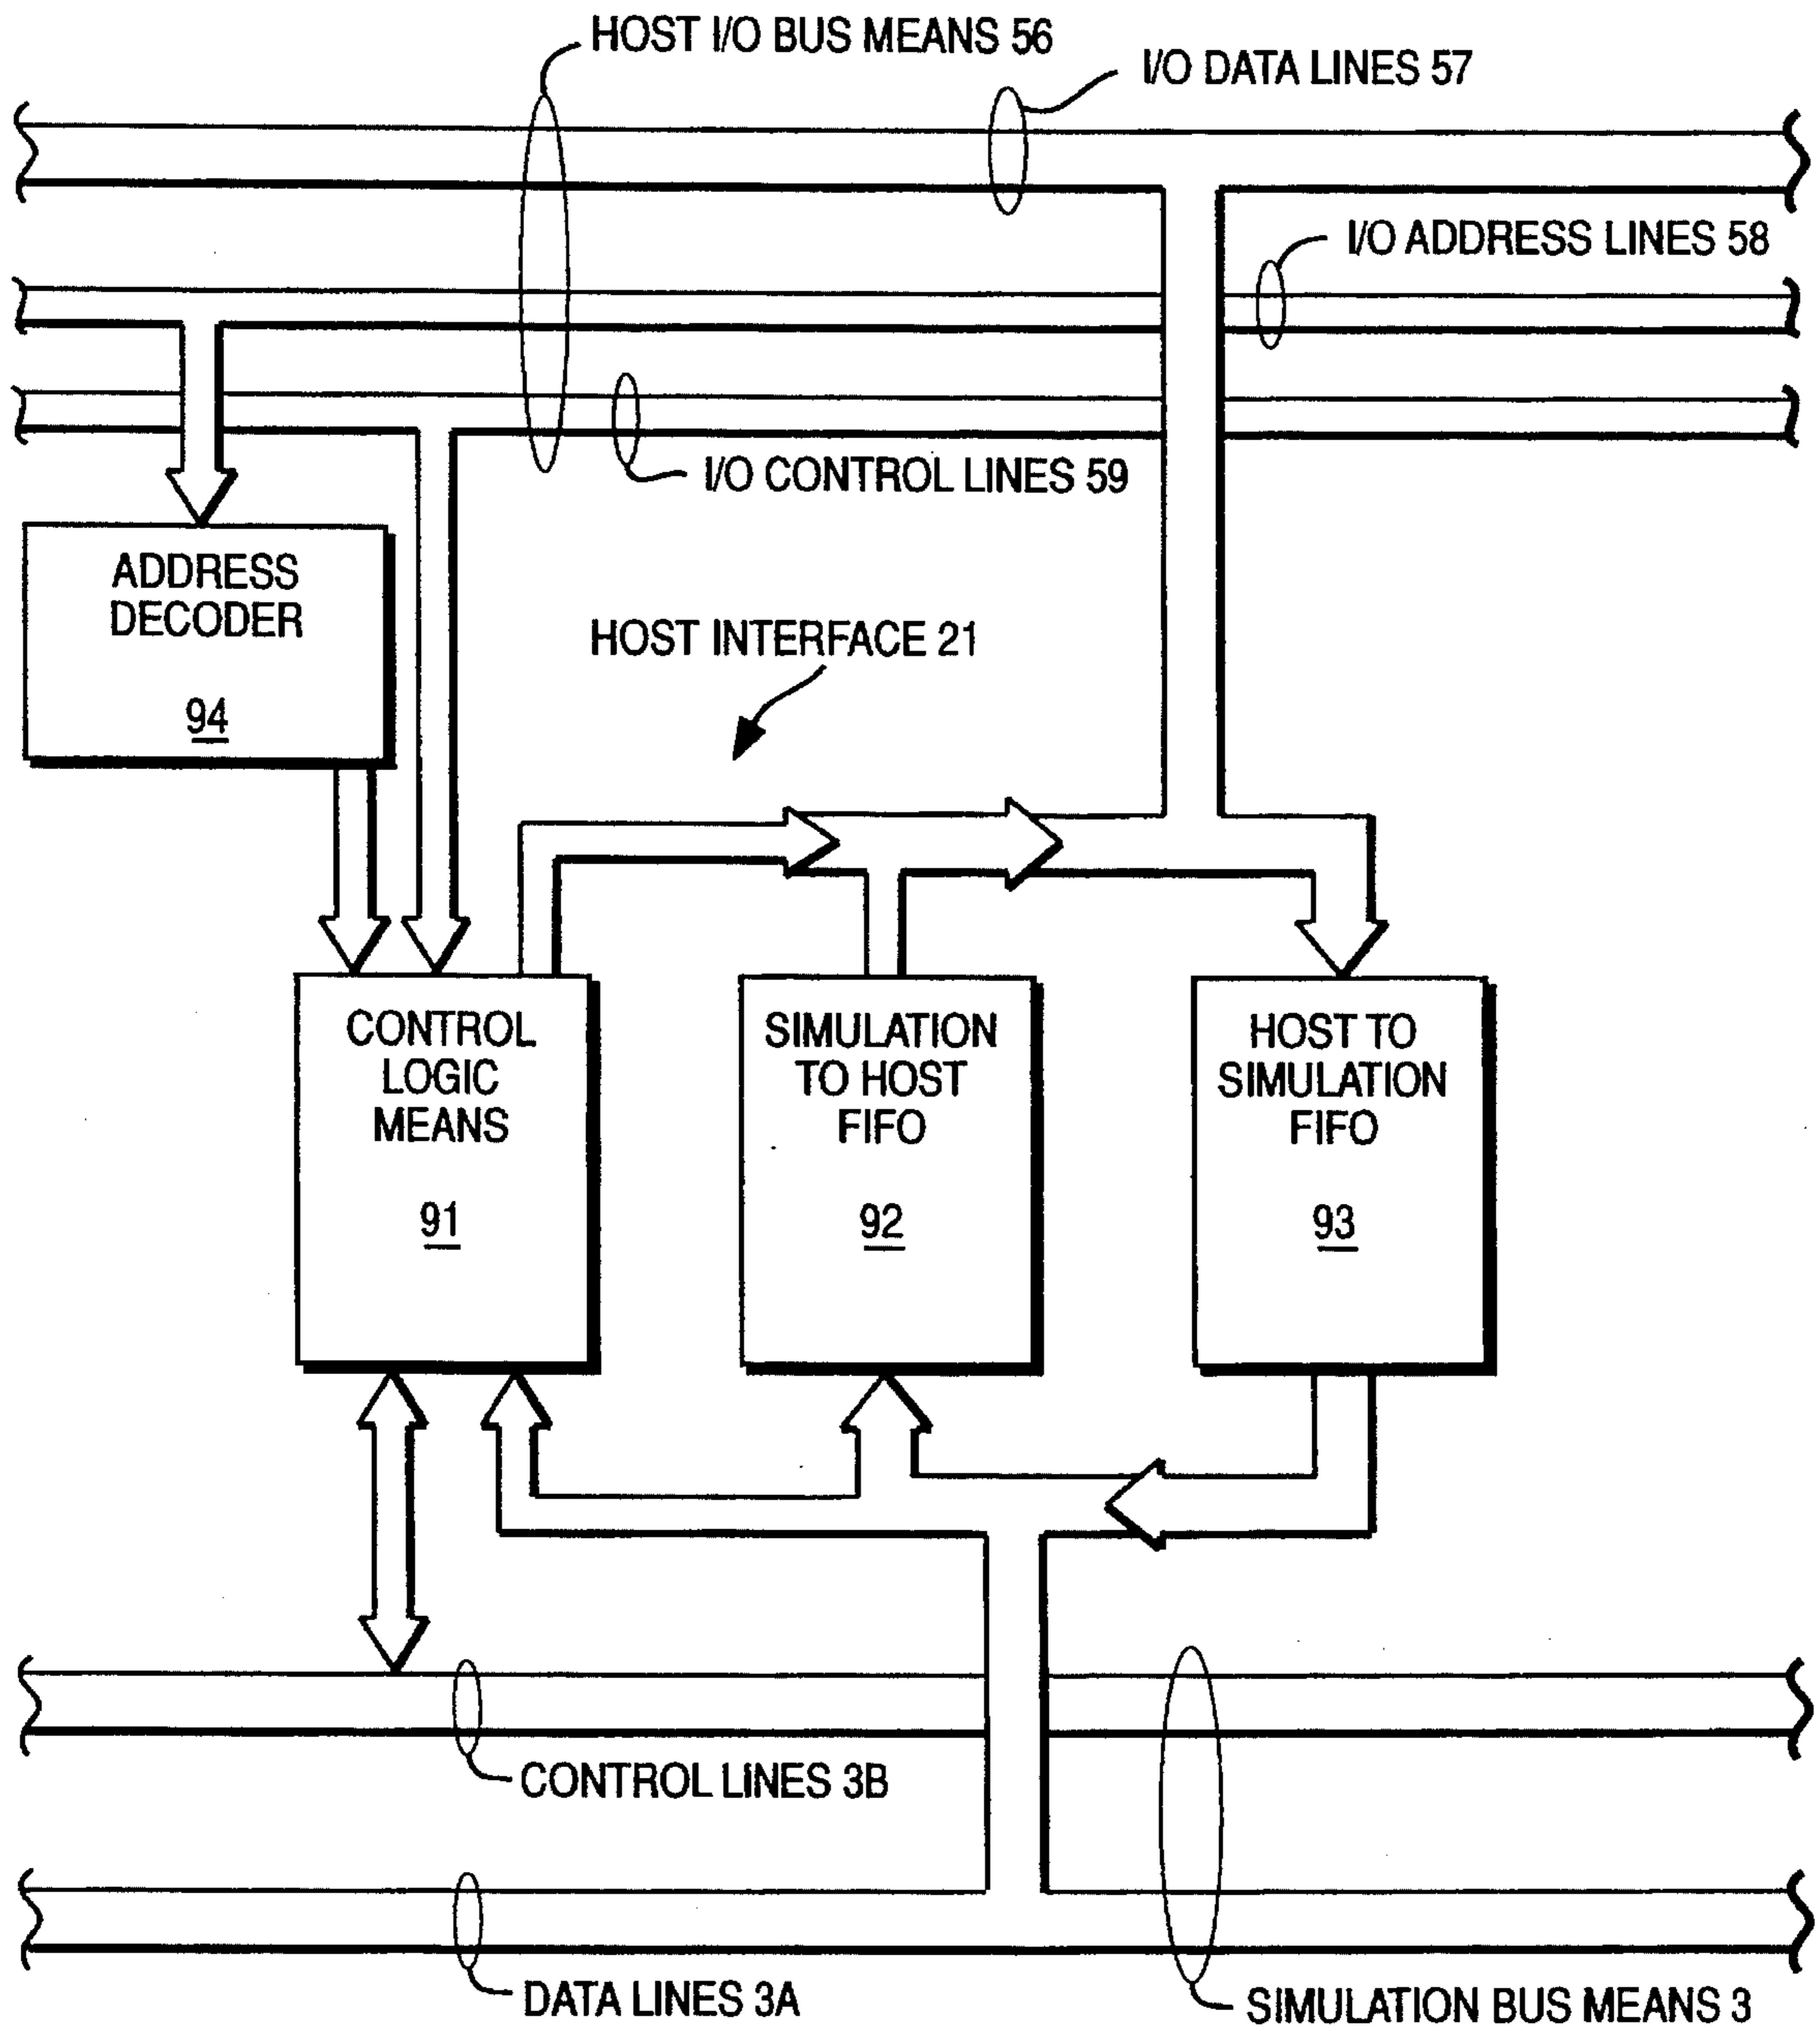 HOST I/O BUS MEANS 56
I/O DATA LINES 57
I/O ADDRESS LINES 58
I/O CONTROL LINES 59
ADDRESS
DECODER
94
HOST INTERFACE 21
CONTROL
LOGIC
MEANS
91
SIMULATION
TO HOST
FIFO
92
HOST TO
SIMULATION
FIFO
93
CONTROL LINES 3B
DATA LINES 3A
SIMULATION BUS MEANS 3